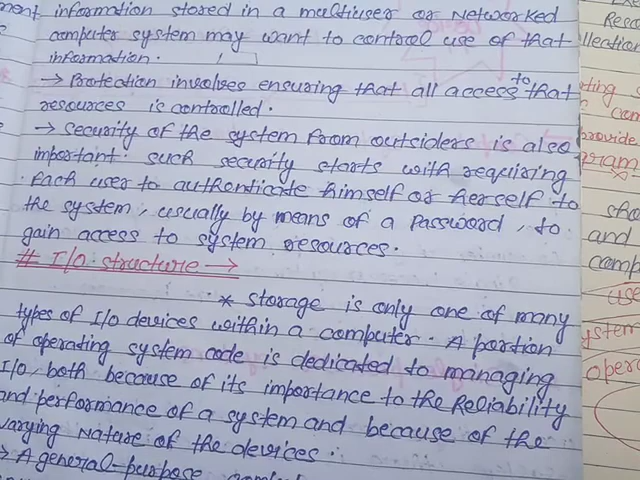 information stored in a multiuser or Networked
computer system may want to control use of that
information.
→ Protection involves ensuring that all access to that
resources is controlled.
→ security of the system from outsiders is also
important. such security starts with requiring
Each user to authenticate himself or herself to
the system, usually by means of a Password, to
gain access to system resources.
# I/O structure →
* Storage is only one of many
types of I/o devices within a computer. A portion
of operating system code is dedicated to managing
I/o, both because of its importance to the Reliability
and performance of a system and because of the
varying Nature of the devices.
→ A general-purpose
and